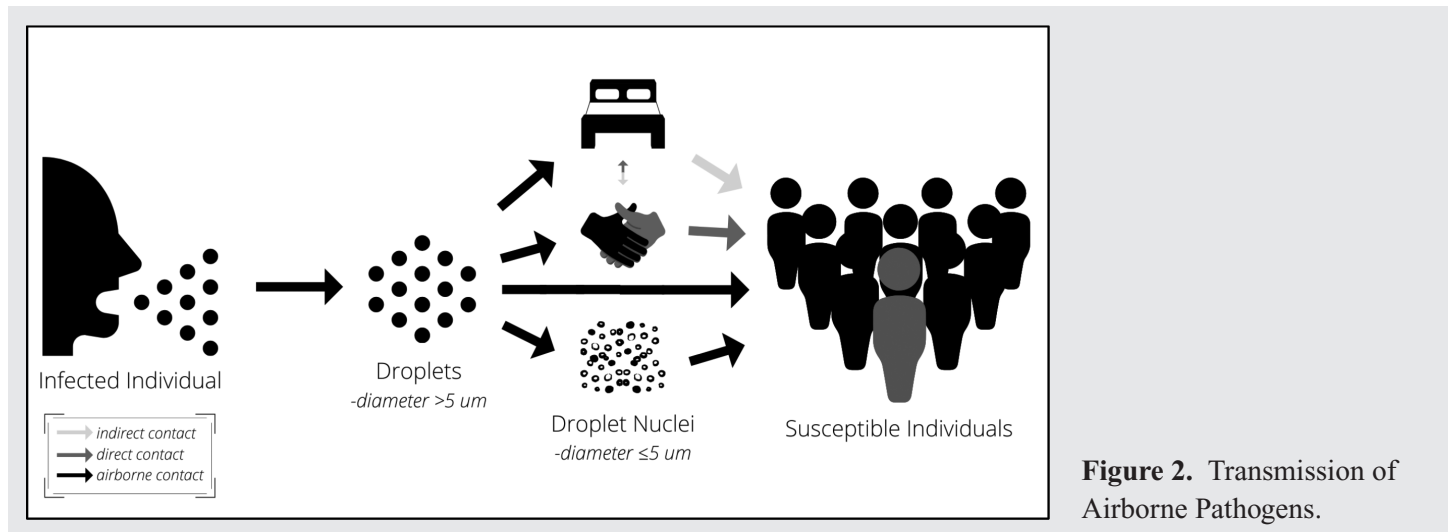 Infected Individual
indirect contact
direct contact
airborne contact
Droplets
-diameter >5 um
Droplet Nuclei
-diameter ≤5 um
Susceptible Individuals
Figure 2. Transmission of
Airborne Pathogens.